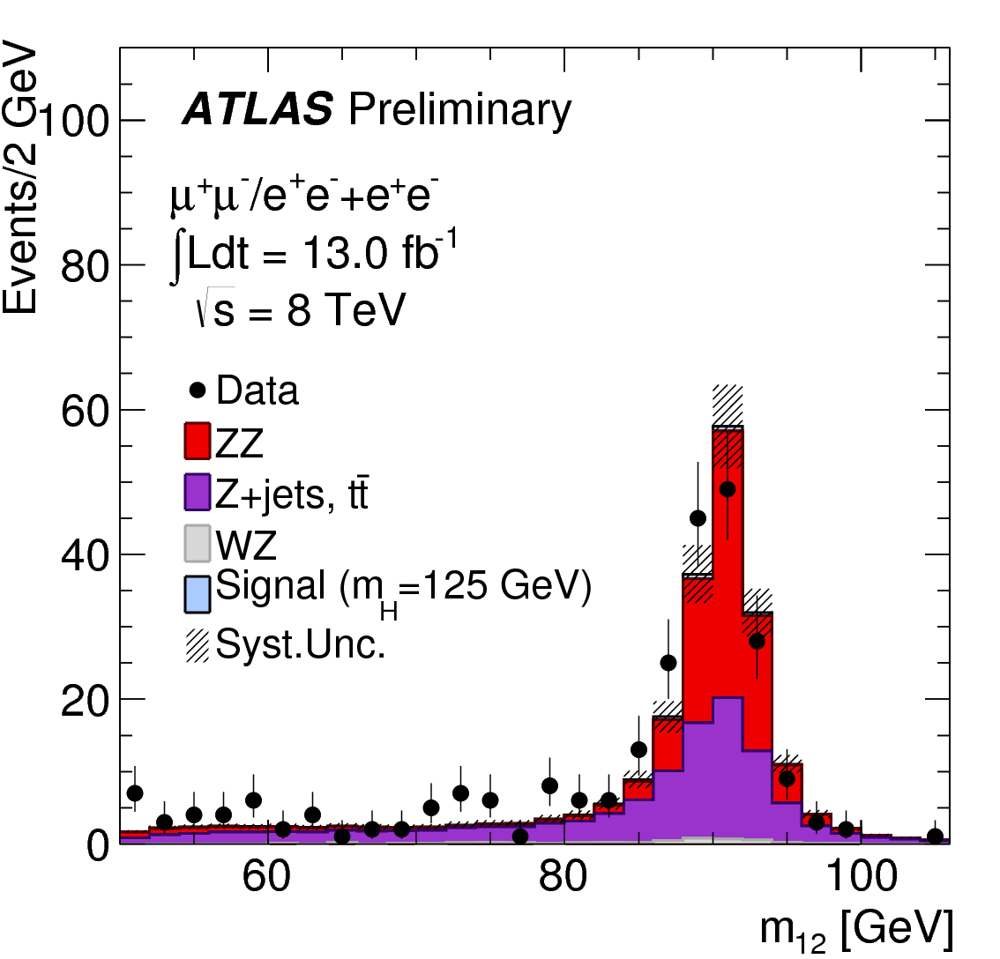 ATLAS Preliminary
μ⁺μ⁻/e⁺e⁻+e⁺e⁻
∫Ldt = 13.0 fb⁻¹
√s = 8 TeV
Data
ZZ
Z+jets, tt̄
WZ
Signal (m_H=125 GeV)
Syst.Unc.
Events/2 GeV
100
80
60
40
20
0
60 80 100
m₁₂ [GeV]